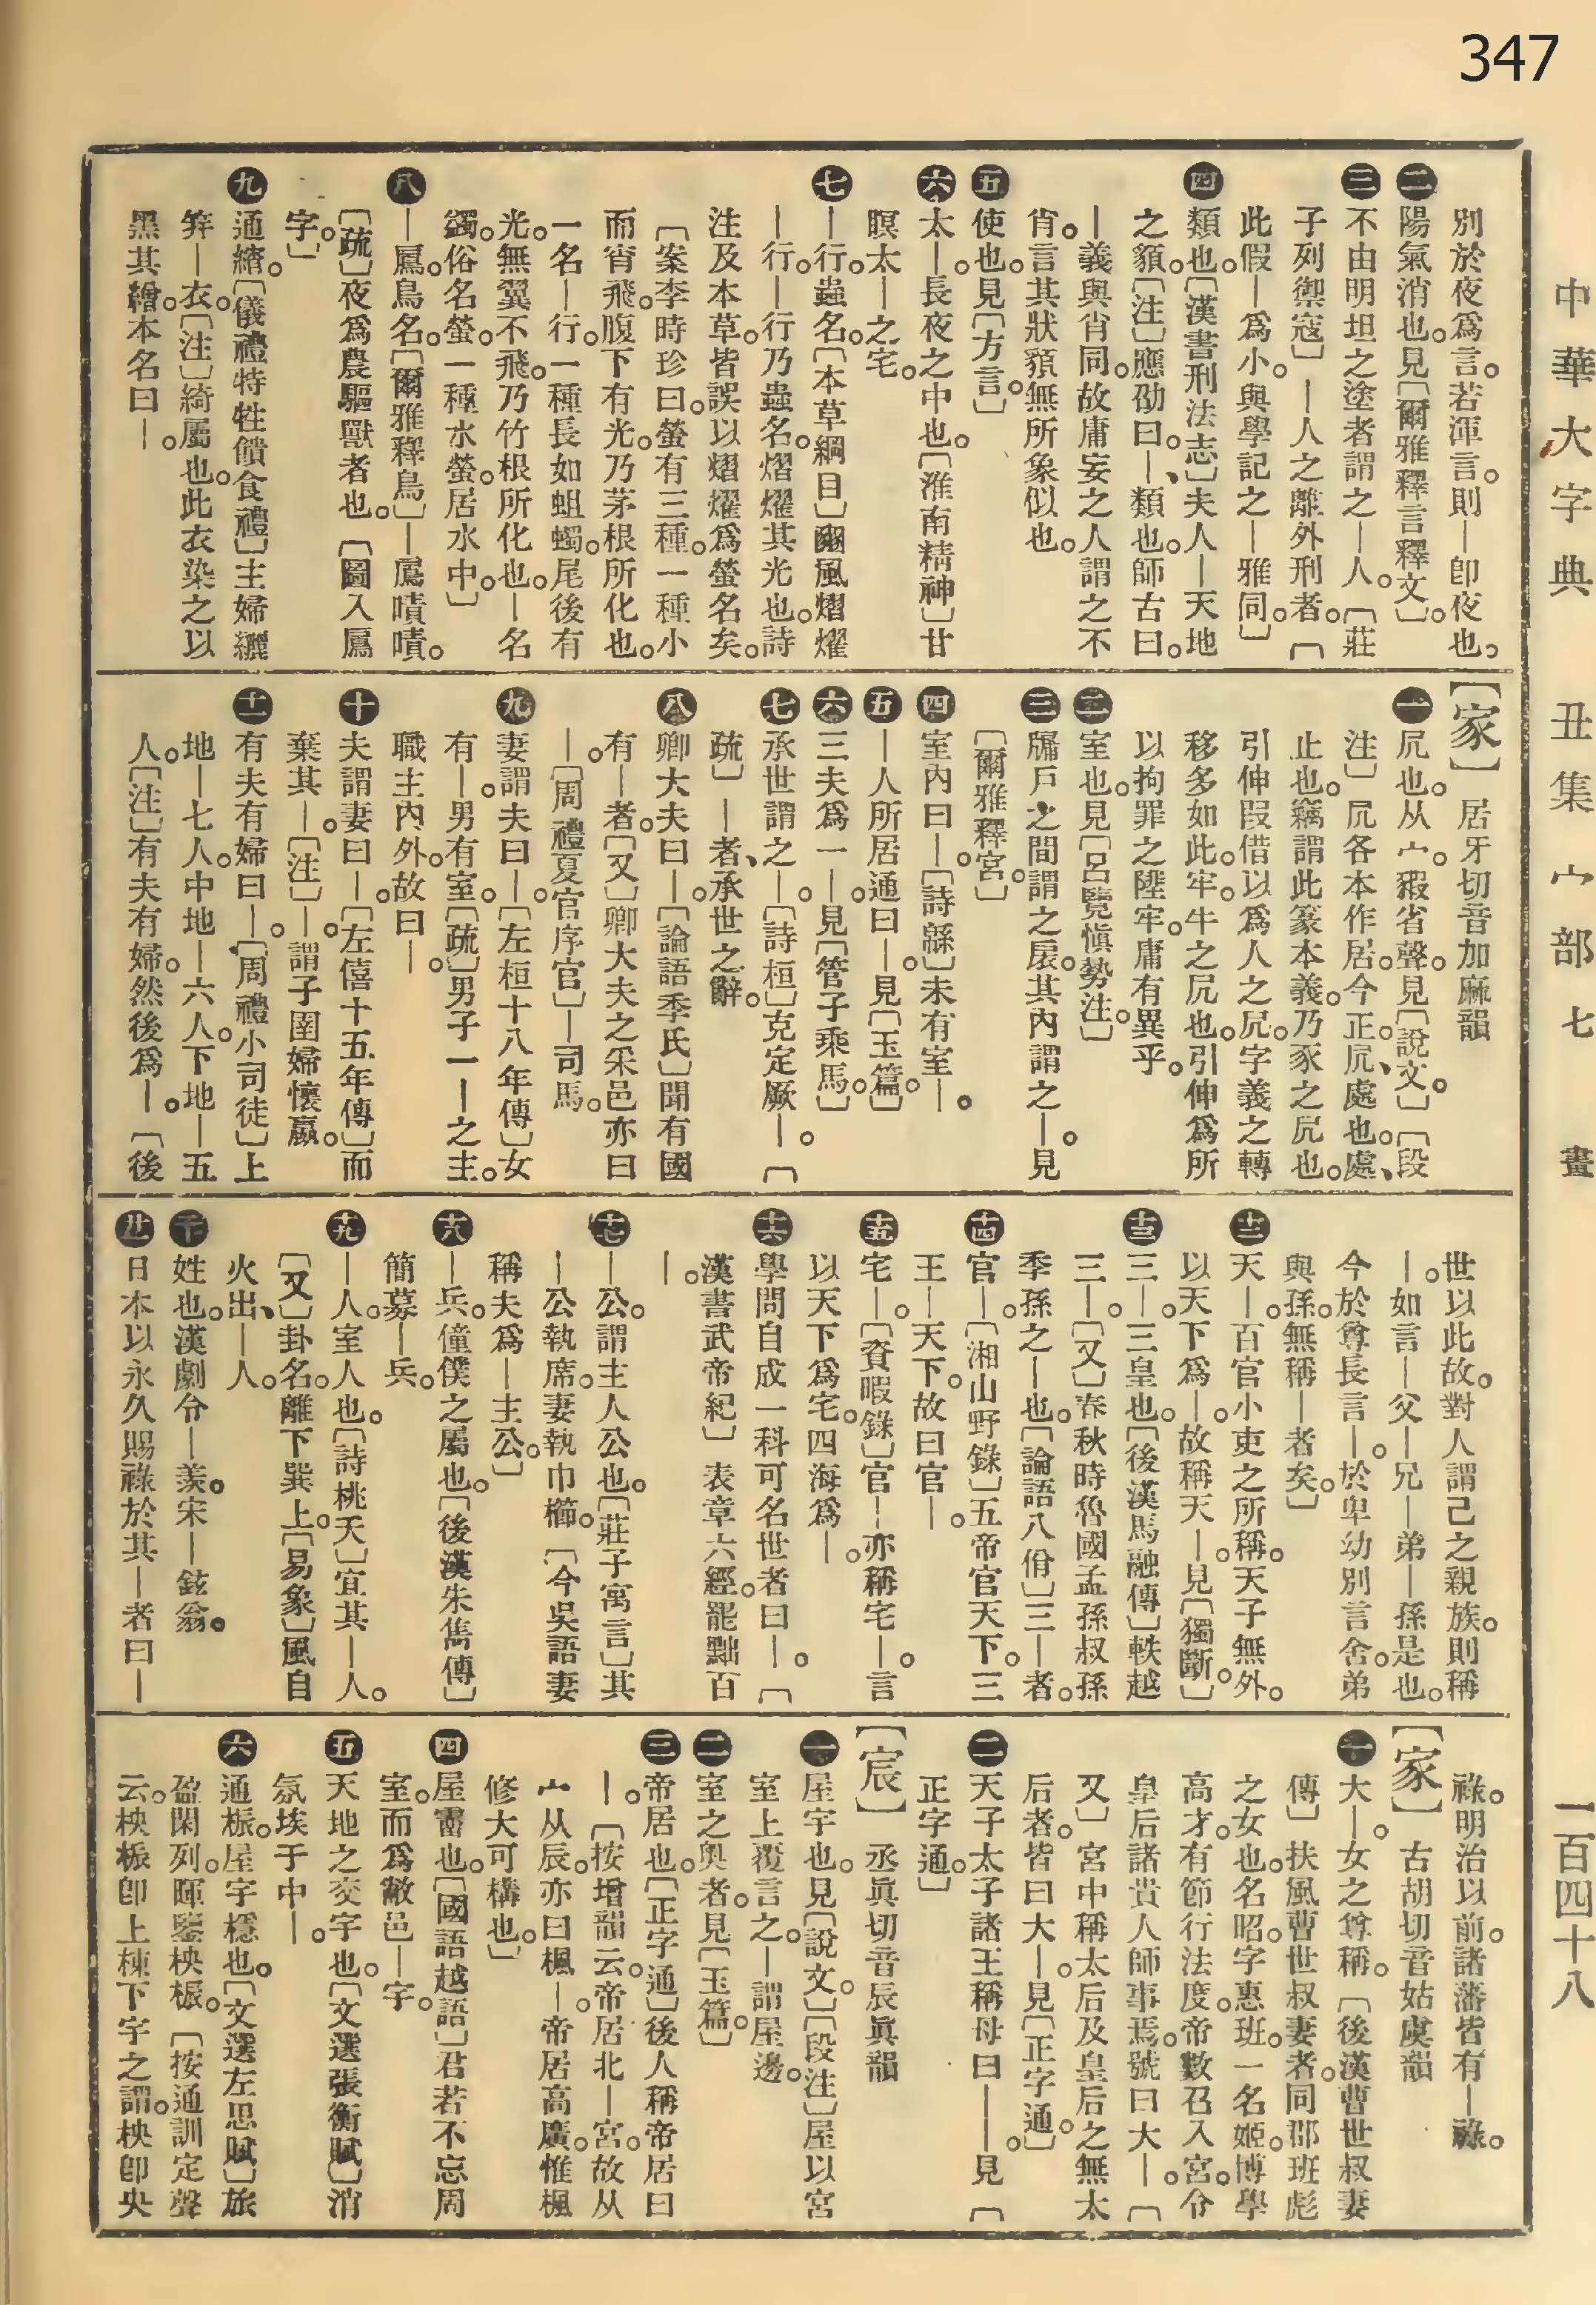 347
中華大字典 丑集 宀部 七 畫 一百四十八
別於夜爲言。若渾言。則｜卽夜也。
㊁陽氣消也。見〔爾雅釋言釋文〕。
㊂不由明坦之塗者謂之｜人。〔莊
子列禦寇〕｜人之離外刑者。〔
此假｜爲小。與學記之｜雅同。〕
㊃類也。〔漢書刑法志〕夫人｜天地
之䫉。〔注〕應劭曰。｜、類也。師古曰。
｜義與肖同。故庸妄之人謂之不
肖。言其狀䫉無所象似也。
㊄使也。見〔方言。〕
㊅太｜。長夜之中也。〔淮南精神〕甘
瞑太｜之宅。
㊆｜行。蟲名。〔本草綱目〕豳風熠燿
｜行。｜行乃蟲名。熠燿其光也。詩
注及本草。皆誤以熠燿爲螢名矣。
〔案李時珍曰。螢有三種。一種小
而宵飛。腹下有光。乃茅根所化也。
一名｜行。一種長如蛆蠋。尾後有
光。無翼不飛。乃竹根所化也。｜名
蠲。俗名螢。一種水螢。居水中。〕
㊇｜鳸。鳥名。〔爾雅釋鳥〕｜鳸嘖嘖。
〔疏〕夜爲農驅獸者也。〔圖入鳸
字。〕
㊈通綃。〔儀禮特牲饋食禮〕主婦纚
笄｜衣。〔注〕綺屬也。此衣染之以
黑。其繒本名曰｜。
〔家〕 居牙切音加麻韻
㊀凥也。从宀。豭省聲。見〔說文。〕〔段
注〕凥各本作居。今正。凥、處也。處、
止也。竊謂此篆本義。乃豕之凥也。
引伸叚借以爲人之凥。字義之轉
移多如此。牢。牛之凥也。引伸爲所
以拘罪之陛牢。庸有異乎。
㊁室也。見〔呂覽愼勢注。〕
㊂牖戶之間謂之扆。其內謂之｜。見
〔爾雅釋宮。〕
㊃室內曰｜。〔詩緜〕未有室｜。
㊄｜人所居通曰｜。見〔玉篇。〕
㊅三夫爲一｜。見〔管子乘馬。〕
㊆承世謂之｜。〔詩桓〕克定厥｜。〔
疏〕｜者、承世之辭。
㊇卿大夫曰｜。〔論語季氏〕聞有國
有｜者。〔又〕卿大夫之采邑亦曰
｜。〔周禮夏官序官〕｜司馬。
㊈妻謂夫曰｜。〔左桓十八年傳〕女
有｜。男有室。〔疏〕男子一｜之主。
職主內外。故曰｜。
㊉夫謂妻曰｜。〔左僖十五年傳〕而
棄其｜。〔注〕｜。謂子圉婦懷嬴。
十一有夫有婦曰｜。〔周禮小司徒〕上
地｜七人。中地｜六人。下地｜五
人。〔注〕有夫有婦。然後爲｜。〔後
世以此故。對人謂己之親族。則稱
｜。如言｜父｜兄｜弟｜孫是也。
今於尊長言｜。於卑幼別言舍。弟
與孫。無稱｜者矣。〕
十二天｜。百官小吏之所稱。天子無外。
以天下爲｜。故稱天｜。見〔獨斷。〕
十三三｜。三皇也。〔後漢馬融傳〕軼越
三｜。〔又〕春秋時魯國孟孫叔孫
季孫之｜也。〔論語八佾〕三｜者。
十四官｜。〔湘山野錄〕五帝官天下。三
王｜天下。故曰官｜。
十五宅｜。〔資暇錄〕官｜亦稱宅｜。言
以天下爲宅。四海爲｜。
十六學問自成一科可名世者曰｜。〔
漢書武帝紀〕表章六經。罷黜百
｜。
十七｜公。謂主人公也。〔莊子寓言〕其
｜公執席。妻執巾櫛。〔今吳語妻
稱夫爲｜主公。〕
十八｜兵。僮僕之屬也。〔後漢朱儁傳〕
簡募｜兵。
十九｜人。室人也。〔詩桃夭〕宜其｜人。
〔又〕卦名。離下巽上。〔易象〕風自
火出、｜人。
二十姓也。漢劇令｜羨。宋｜鉉翁。
廿一日本以永久賜祿於其｜者曰｜
祿。明治以前。諸藩皆有｜祿。
〔家〕 古胡切音姑虞韻
㊀大｜。女之尊稱。〔後漢曹世叔妻
傳〕扶風曹世叔妻者。同郡班彪
之女也。名昭。字惠班。一名姬。博學
高才。有節行法度。帝數召入宮。令
皇后諸貴人師事焉。號曰大｜。〔
又〕宮中稱太后及皇后之無太
后者。皆曰大｜。見〔正字通。〕
㊁天子太子諸王稱母曰｜｜。見〔
正字通。〕
〔宸〕 丞眞切音辰眞韻
㊀屋宇也。見〔說文。〕〔段注〕屋以宮
室上覆言之。｜謂屋邊。
㊁室之奧者。見〔玉篇。〕
㊂帝居也。〔正字通〕後人稱帝居曰
｜。〔按增韻云。帝居北｜宮。故从
宀从辰。亦曰楓｜。帝居高廣。惟楓
修大可構也。〕
㊃屋霤也。〔國語越語〕君若不忘周
室。而爲敝邑｜宇。
㊄天地之交宇也。〔文選張衡賦〕消
氛埃于中｜。
㊅通桭。屋宇穩也。〔文選左思賦〕旅
盈閑列。暉鑒柍桭。〔按通訓定聲
云。柍桭卽上棟下宇之謂。柍卽央